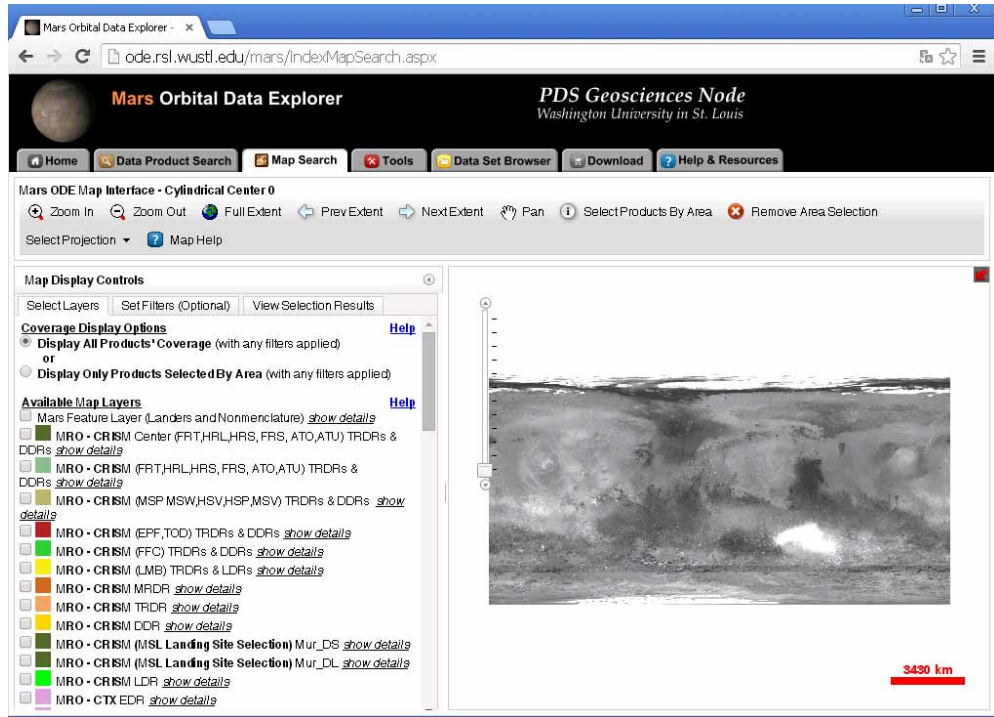 Mars Orbital Data Explorer -
ode.rsl.wustl.edu/mars/indexMapSearch.aspx
Mars Orbital Data Explorer
PDS Geosciences Node
Washington University in St. Louis
Home Data Product Search Map Search Tools Data Set Browser Download Help & Resources
Mars ODE Map Interface - Cylindrical Center 0
Zoom In Zoom Out Full Extent Prev Extent Next Extent Pan Select Products By Area Remove Area Selection
Select Projection Map Help
Map Display Controls
Select Layers Set Filters (Optional) View Selection Results
Coverage Display Options Help
Display All Products' Coverage (with any filters applied)
or
Display Only Products Selected By Area (with any filters applied)
Available Map Layers Help
Mars Feature Layer (Landers and Nonmenclature) show details
MRO - CRISM Center (FRT,HRL,HRS, FRS, ATO,ATU) TRDRs &
DDRs show details
MRO - CRISM (FRT,HRL,HRS, FRS, ATO,ATU) TRDRs &
DDRs show details
MRO - CRISM (MSP MSW,HSV,HSP,MSV) TRDRs & DDRs show
details
MRO - CRISM (EPF,TOD) TRDRs & DDRs show details
MRO - CRISM (FFC) TRDRs & DDRs show details
MRO - CRISM (LMB) TRDRs & LDRs show details
MRO - CRISM MRDR show details
MRO - CRISM TRDR show details
MRO - CRISM DDR show details
MRO - CRISM (MSL Landing Site Selection) Mur_DS show details
MRO - CRISM (MSL Landing Site Selection) Mur_DL show details
MRO - CRISM LDR show details
MRO - CTX EDR show details
3430 km